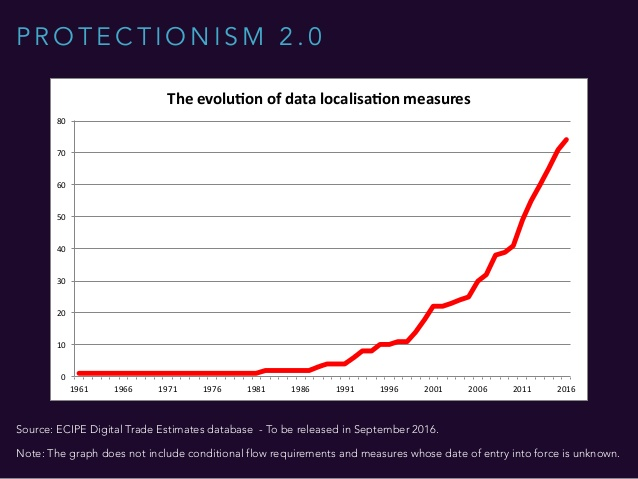 PROTECTIONISM 2.0
The evolution of data localisation measures
80
70
60
50
40
30
20
10
0
1961 1966 1971 1976 1981 1986 1991 1996 2001 2006 2011 2016
Source: ECIPE Digital Trade Estimates database - To be released in September 2016.
Note: The graph does not include conditional flow requirements and measures whose date of entry into force is unknown.